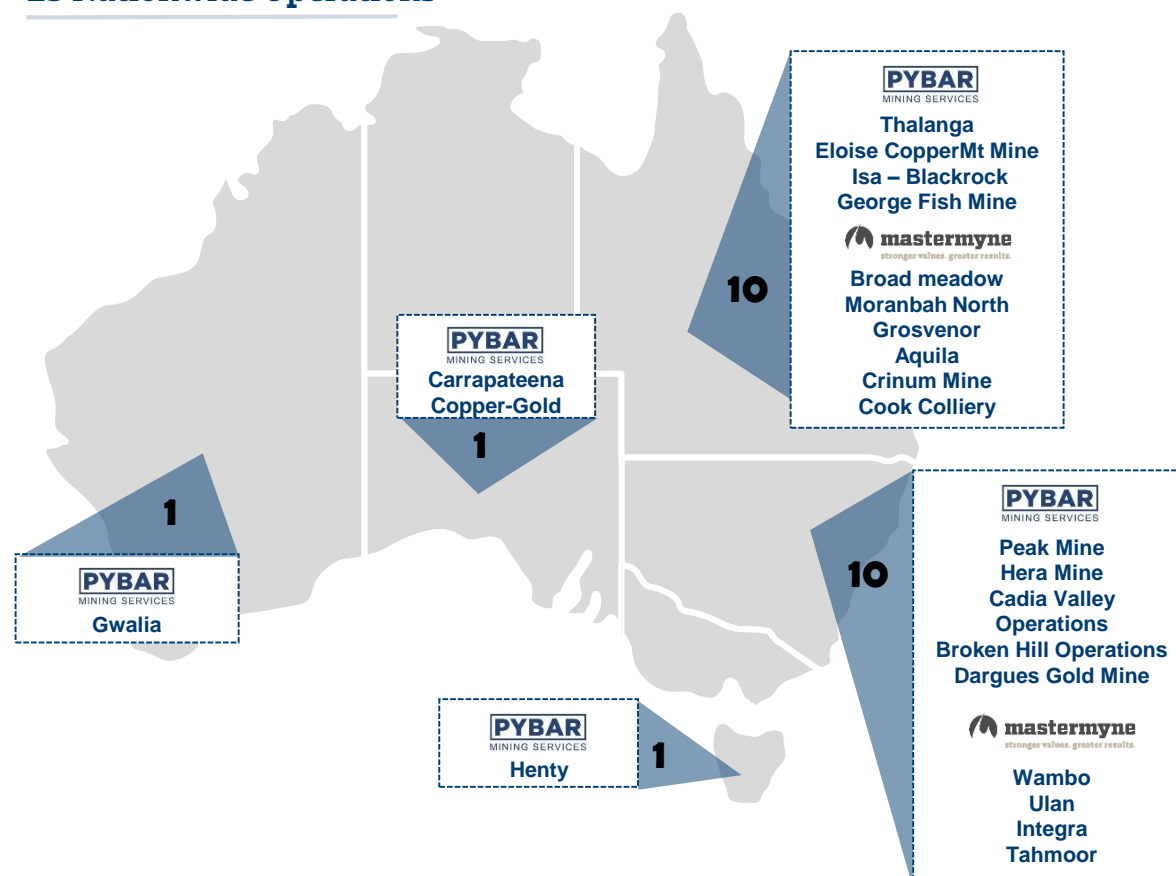 PYBAR
MINING SERVICES
Thalanga
Eloise CopperMt Mine
Isa – Blackrock
George Fish Mine
mastermyne
stronger values. greater results.
Broad meadow
Moranbah North
Grosvenor
Aquila
Crinum Mine
Cook Colliery
10
PYBAR
MINING SERVICES
Carrapateena
Copper-Gold
1
1
PYBAR
MINING SERVICES
Gwalia
PYBAR
MINING SERVICES
Peak Mine
Hera Mine
Cadia Valley
Operations
Broken Hill Operations
Dargues Gold Mine
mastermyne
stronger values. greater results.
Wambo
Ulan
Integra
Tahmoor
10
PYBAR
MINING SERVICES
Henty
1